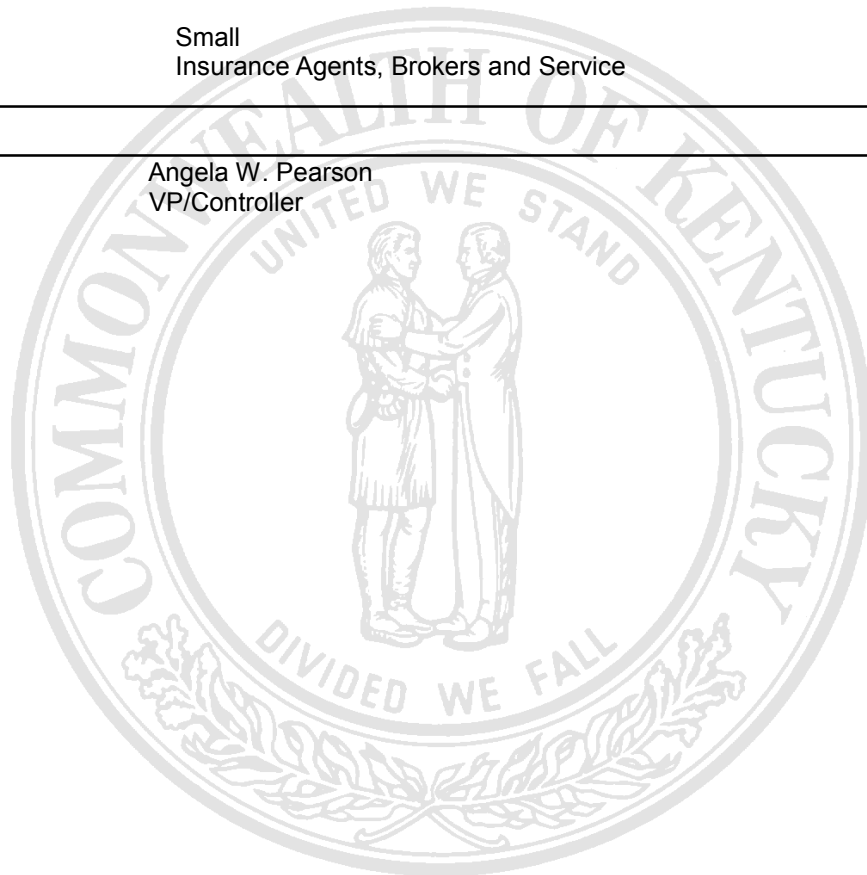 Small
Insurance Agents, Brokers and Service
Angela W. Pearson
VP/Controller
COMMONWEALTH OF KENTUCKY
UNITED WE STAND
DIVIDED WE FALL